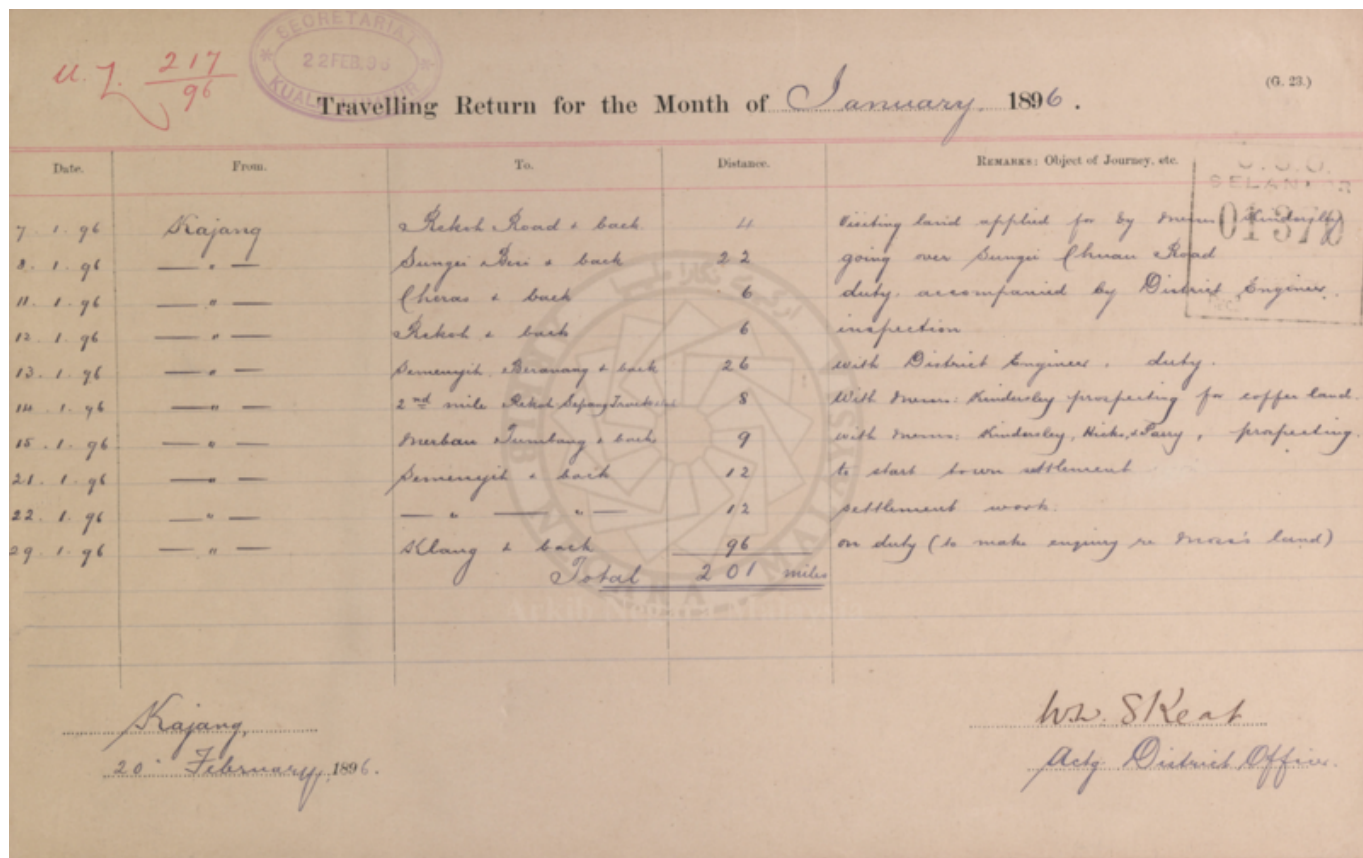 U. L. 217/96
SECRETARIAT
22 FEB. 96
KUALA LUMPUR
(G. 23.)
Travelling Return for the Month of January 1896.
Date. From. To. Distance. REMARKS: Object of Journey, etc.
SELANGOR
7. 1. 96 Kajang Rekoh Road & back 4 Visiting land applied for by Messrs Kindersley
8. 1. 96 — " — Sungei Besi & back 22 going over Sungei Chuau Road
11. 1. 96 — " — Cheras & back 6 duty. accompanied by District Engineer.
12. 1. 96 — " — Rekoh & back 6 inspection
13. 1. 96 — " — Semenyih, Beranang & back 26 with District Engineer, duty.
14. 1. 96 — " — 2nd mile Rekoh Sepang 8 With Messrs: Kindersley prospecting for coffee land.
15. 1. 96 — " — Merbau Tumbang & back 9 with Messrs: Kindersley, Hicks, & Parry, prospecting.
21. 1. 96 — " — Semenyih & back 12 to start town settlement
22. 1. 96 — " — — " — " — 12 settlement work.
29. 1. 96 — " — Klang & back 96 on duty (to make enquiry re land)
Total 201 miles
Arkib Negara Malaysia
Kajang,
20 February, 1896.
W.W. Skeat
Actg District Officer.